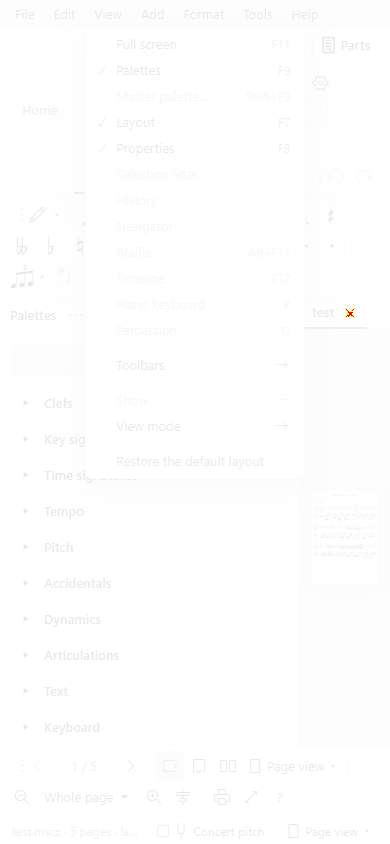 File Edit View Add Format Tools Help
Full screen F11
Parts
✓ Palettes F9
Master palette... Shift+F9
Home
✓ Layout F7
✓ Properties F8
Selection filter
History
Navigator
Braille Alt+F11
Timeline F12
Piano keyboard P
Palettes ...
test
Percussion O
Toolbars →
Clefs
Show →
View mode →
Key sig
Restore the default layout
Time signatures
Tempo
Pitch
Accidentals
Dynamics
Articulations
Text
Keyboard
1 / 5
Page view
Whole page
?
test.mscz - 5 pages - la...
Concert pitch
Page view